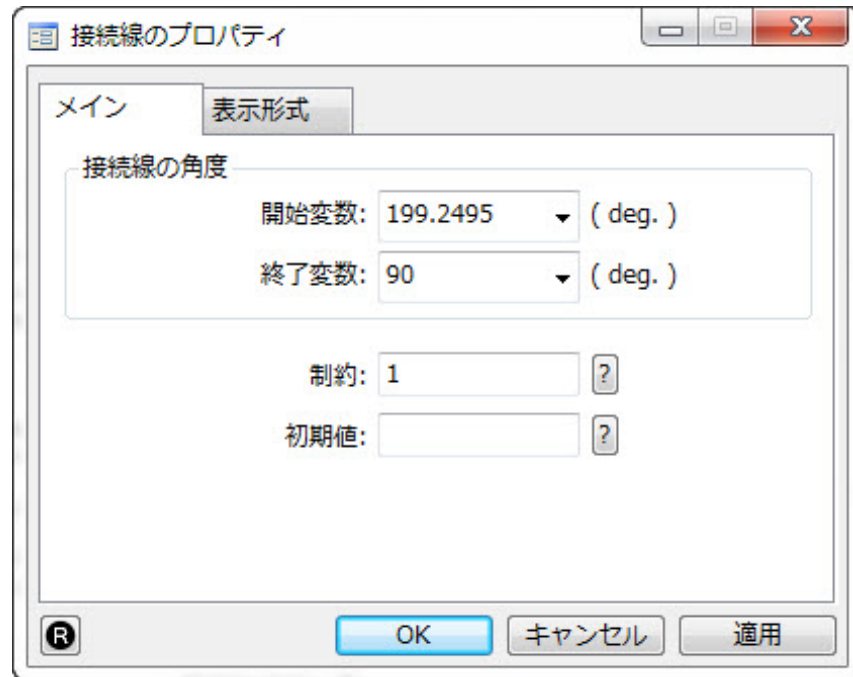 接続線のプロパティ
メイン 表示形式
接続線の角度
開始変数: 199.2495 ( deg. )
終了変数: 90 ( deg. )
制約: 1 ?
初期値: ?
R OK キャンセル 適用